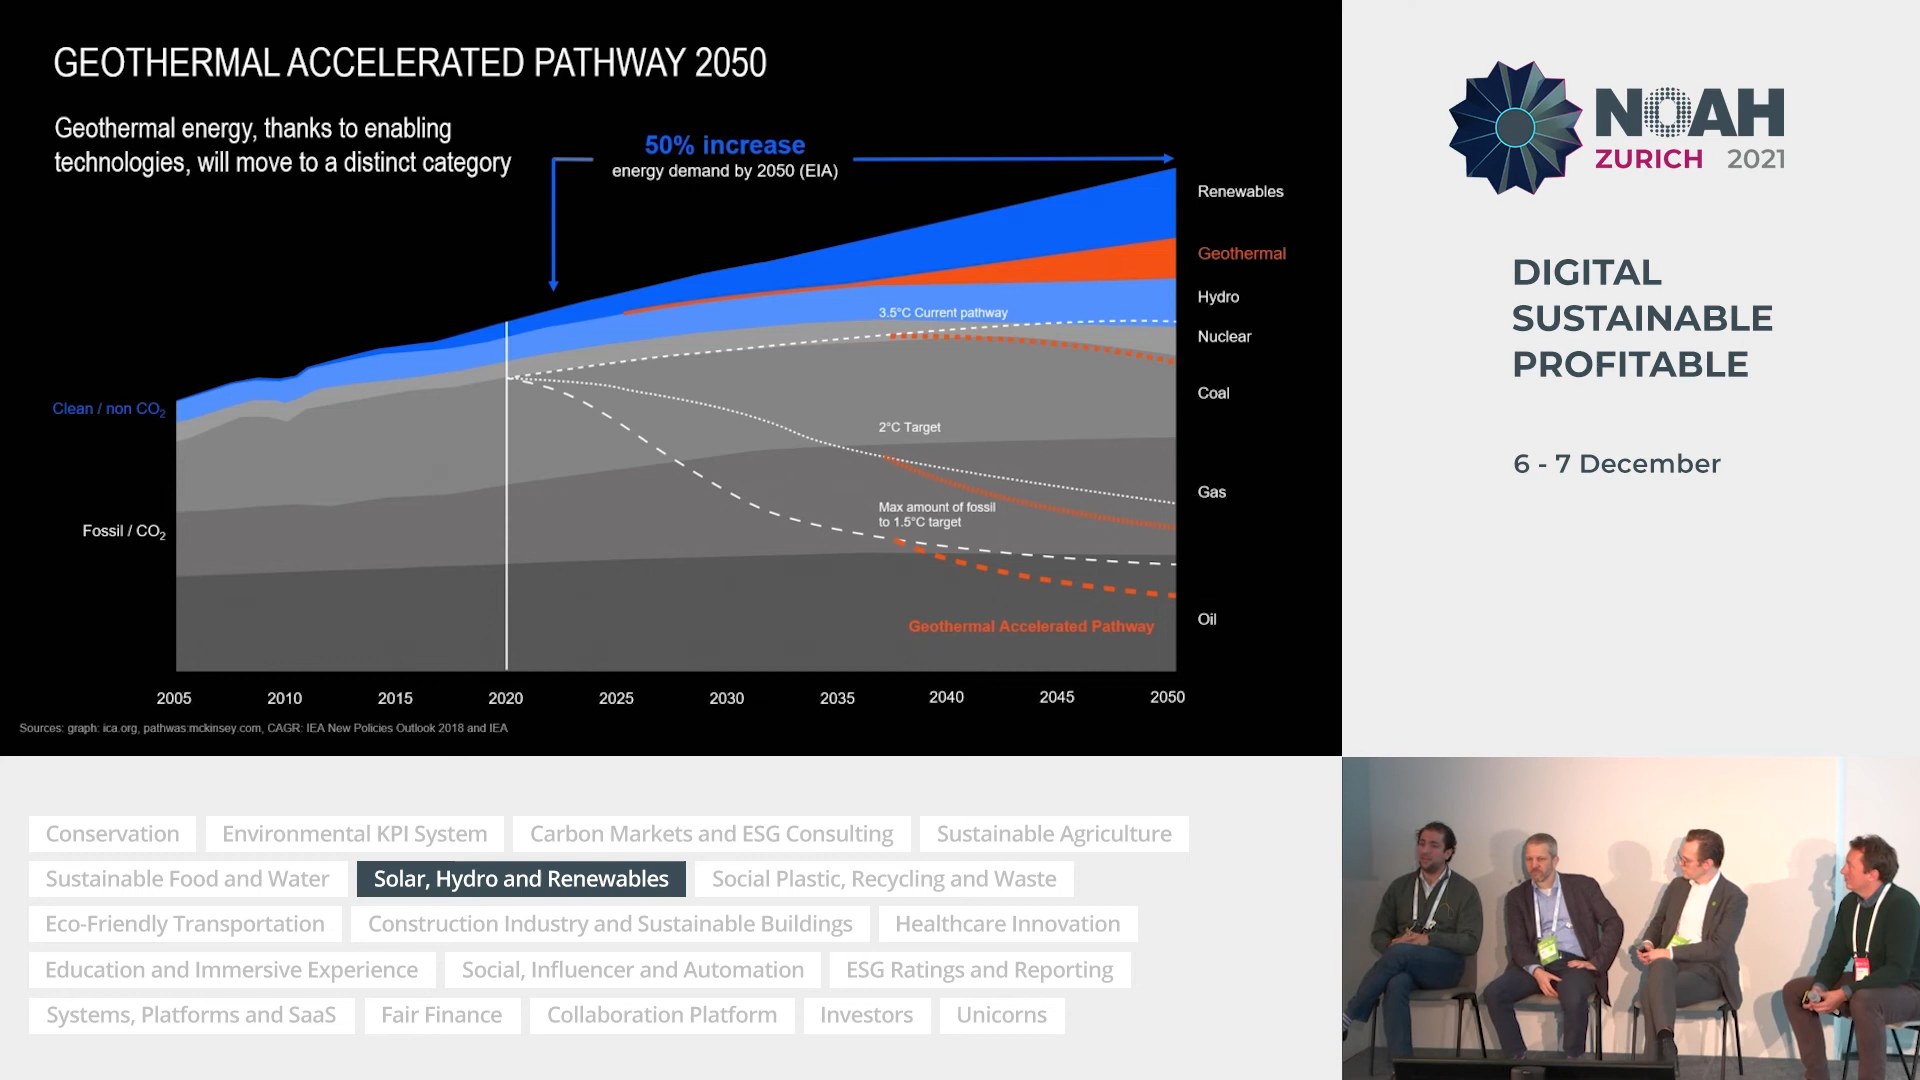 GEOTHERMAL ACCELERATED PATHWAY 2050
Geothermal energy, thanks to enabling
technologies, will move to a distinct category
50% increase
energy demand by 2050 (EIA)
Renewables
Geothermal
Hydro
3.5°C Current pathway
Nuclear
Coal
Clean / non CO₂
2°C Target
Gas
Max amount of fossil
to 1.5°C target
Fossil / CO₂
Oil
Geothermal Accelerated Pathway
2005 2010 2015 2020 2025 2030 2035 2040 2045 2050
Sources: graph: ica.org, pathwas:mckinsey.com, CAGR: IEA New Policies Outlook 2018 and IEA
NOAH
ZURICH 2021
DIGITAL
SUSTAINABLE
PROFITABLE
6 - 7 December
Conservation Environmental KPI System Carbon Markets and ESG Consulting Sustainable Agriculture
Sustainable Food and Water Solar, Hydro and Renewables Social Plastic, Recycling and Waste
Eco-Friendly Transportation Construction Industry and Sustainable Buildings Healthcare Innovation
Education and Immersive Experience Social, Influencer and Automation ESG Ratings and Reporting
Systems, Platforms and SaaS Fair Finance Collaboration Platform Investors Unicorns